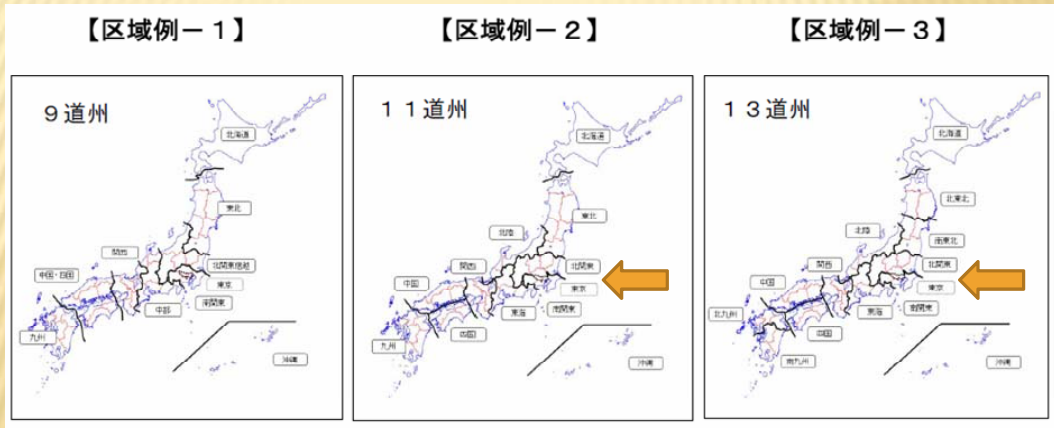 【区域例－１】
【区域例－２】
【区域例－３】
９道州
北海道
東北
関西
北関東信越
中国・四国
東京
南関東
中部
九州
沖縄
１１道州
北海道
東北
北陸
関西
北関東
中国
東京
南関東
東海
四国
九州
沖縄
１３道州
北海道
北東北
北陸
南東北
関西
北関東
中国
東京
南関東
東海
北九州
南九州
沖縄